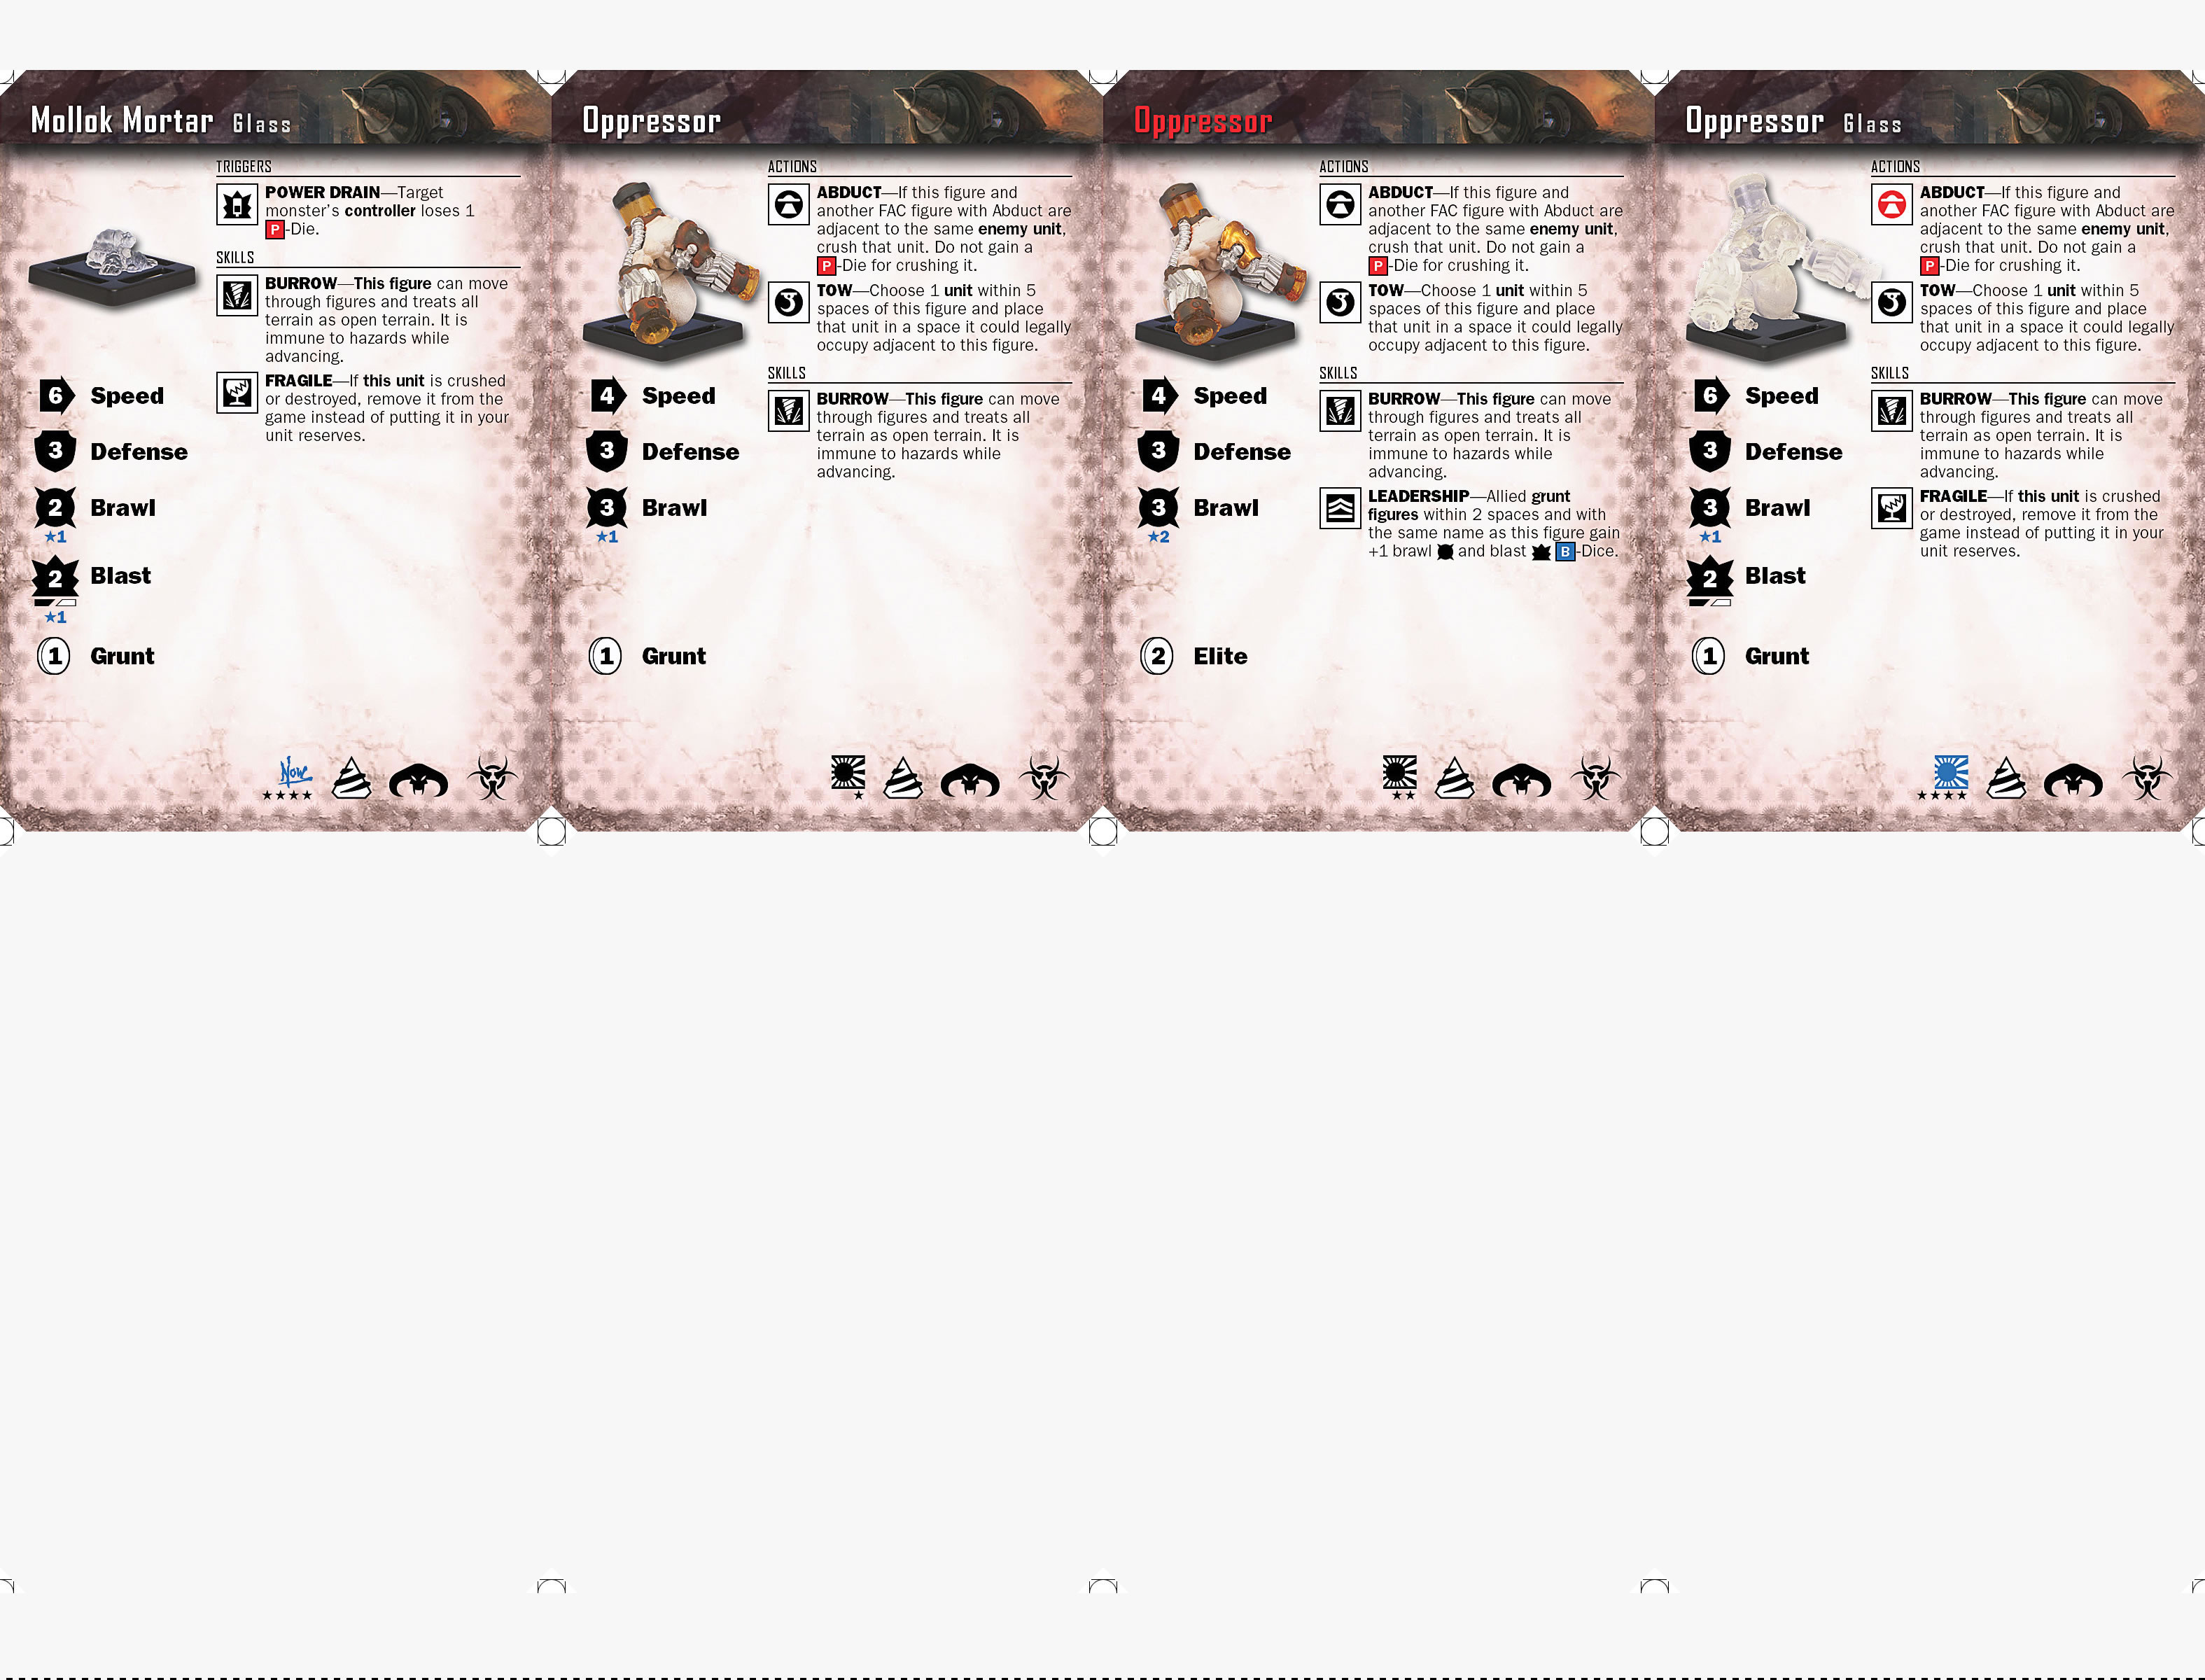 Mollok Mortar Glass
TRIGGERS
POWER DRAIN—Target
monster's controller loses 1
P-Die.
SKILLS
BURROW—This figure can move
through figures and treats all
terrain as open terrain. It is
immune to hazards while
advancing.
FRAGILE—If this unit is crushed
or destroyed, remove it from the
game instead of putting it in your
unit reserves.
6 Speed
3 Defense
2 Brawl
★1
2 Blast
★1
1 Grunt
Now
★★★★
Oppressor
ACTIONS
ABDUCT—If this figure and
another FAC figure with Abduct are
adjacent to the same enemy unit,
crush that unit. Do not gain a
P-Die for crushing it.
TOW—Choose 1 unit within 5
spaces of this figure and place
that unit in a space it could legally
occupy adjacent to this figure.
SKILLS
BURROW—This figure can move
through figures and treats all
terrain as open terrain. It is
immune to hazards while
advancing.
4 Speed
3 Defense
3 Brawl
★1
1 Grunt
★
Oppressor
ACTIONS
ABDUCT—If this figure and
another FAC figure with Abduct are
adjacent to the same enemy unit,
crush that unit. Do not gain a
P-Die for crushing it.
TOW—Choose 1 unit within 5
spaces of this figure and place
that unit in a space it could legally
occupy adjacent to this figure.
SKILLS
BURROW—This figure can move
through figures and treats all
terrain as open terrain. It is
immune to hazards while
advancing.
LEADERSHIP—Allied grunt
figures within 2 spaces and with
the same name as this figure gain
+1 brawl and blast B-Dice.
4 Speed
3 Defense
3 Brawl
★2
2 Elite
★★
Oppressor Glass
ACTIONS
ABDUCT—If this figure and
another FAC figure with Abduct are
adjacent to the same enemy unit,
crush that unit. Do not gain a
P-Die for crushing it.
TOW—Choose 1 unit within 5
spaces of this figure and place
that unit in a space it could legally
occupy adjacent to this figure.
SKILLS
BURROW—This figure can move
through figures and treats all
terrain as open terrain. It is
immune to hazards while
advancing.
FRAGILE—If this unit is crushed
or destroyed, remove it from the
game instead of putting it in your
unit reserves.
6 Speed
3 Defense
3 Brawl
★1
2 Blast
1 Grunt
★★★★